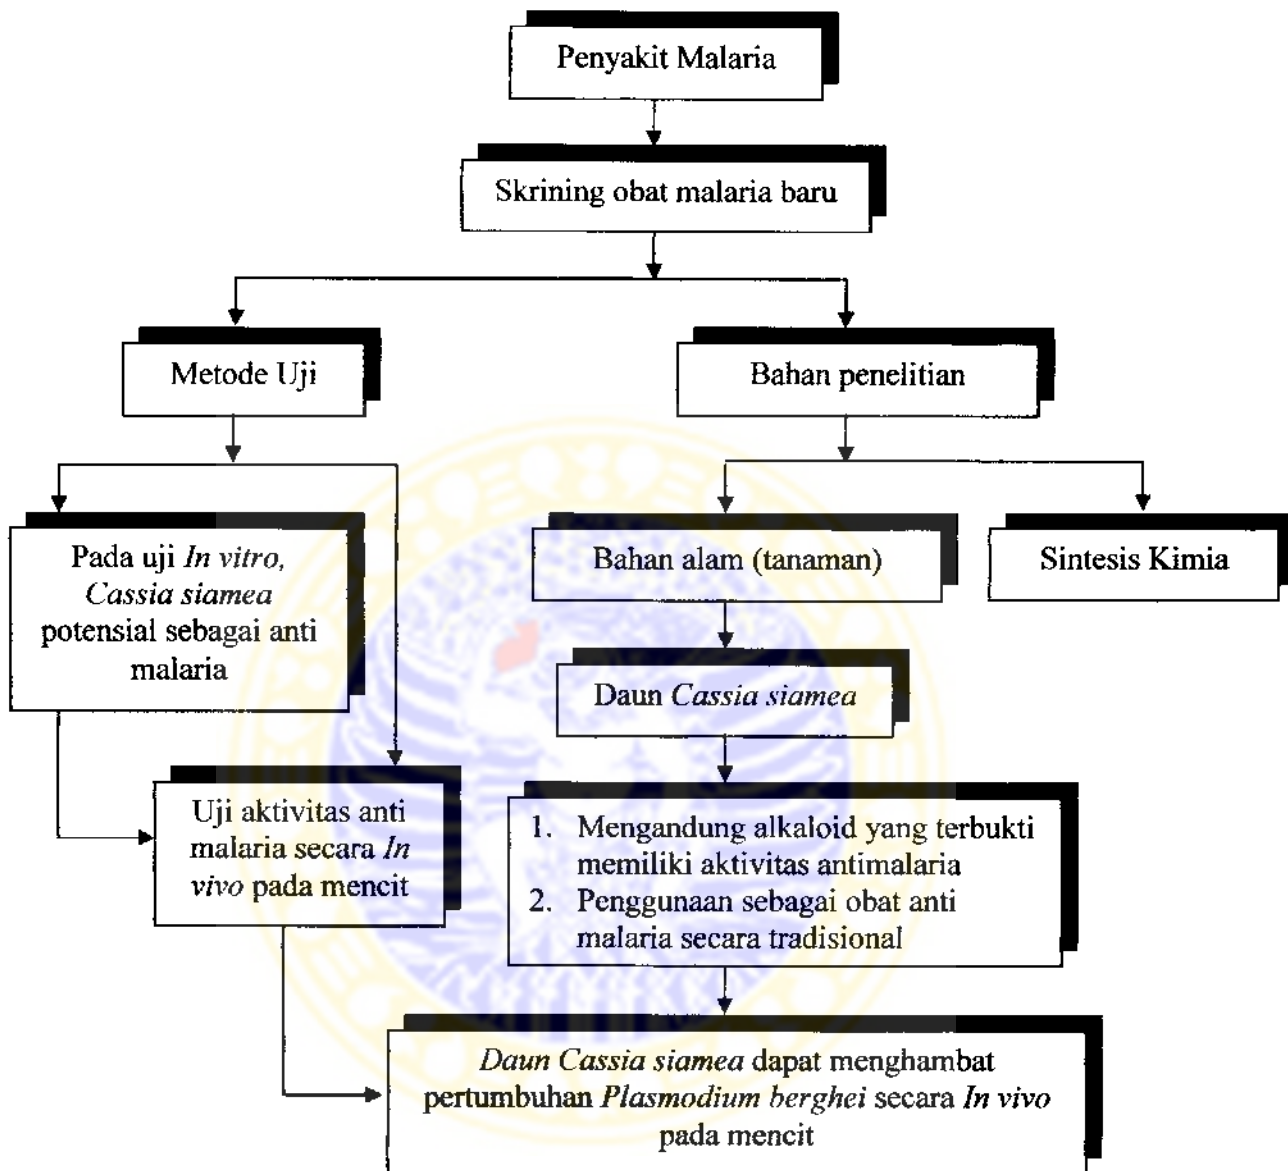 Penyakit Malaria
Skrining obat malaria baru
Metode Uji
Bahan penelitian
Pada uji In vitro,
Cassia siamea
potensial sebagai anti
malaria
Bahan alam (tanaman)
Sintesis Kimia
Daun Cassia siamea
Uji aktivitas anti
malaria secara In
vivo pada mencit
1. Mengandung alkaloid yang terbukti
memiliki aktivitas antimalaria
2. Penggunaan sebagai obat anti
malaria secara tradisional
Daun Cassia siamea dapat menghambat
pertumbuhan Plasmodium berghei secara In vivo
pada mencit